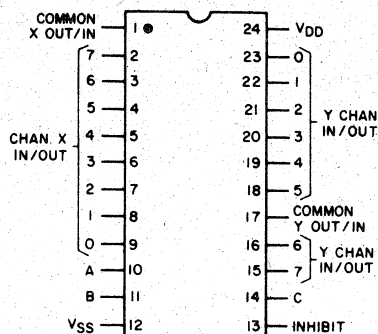 COMMON
X OUT/IN 1 24 VDD
7 2 23 0
6 3 22 1
5 4 21 2
4 5 20 3
3 6 19 4
2 7 18 5
1 8 17 COMMON
Y OUT/IN
0 9 16 6
A 10 15 7
B 11 14 C
VSS 12 13 INHIBIT
CHAN. X
IN/OUT
Y CHAN
IN/OUT
Y CHAN
IN/OUT